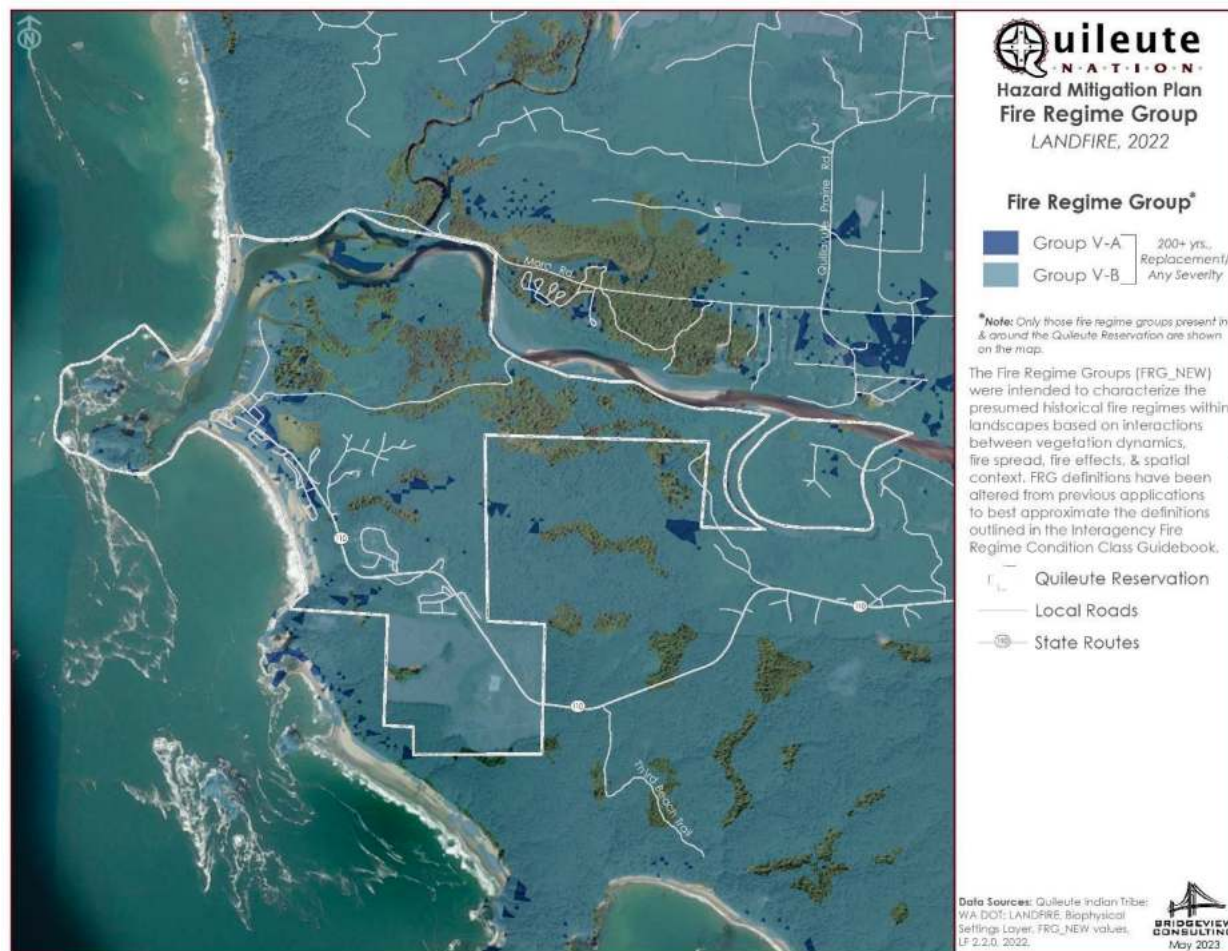 N
Quileute
N·A·T·I·O·N
Hazard Mitigation Plan
Fire Regime Group
LANDFIRE, 2022
Fire Regime Group*
Group V-A
Group V-B
200+ yrs.,
Replacement/
Any Severity
*Note: Only those fire regime groups present in
& around the Quileute Reservation are shown
on the map.
The Fire Regime Groups (FRG_NEW)
were intended to characterize the
presumed historical fire regimes within
landscapes based on interactions
between vegetation dynamics,
fire spread, fire effects, & spatial
context. FRG definitions have been
altered from previous applications
to best approximate the definitions
outlined in the Interagency Fire
Regime Condition Class Guidebook.
Quileute Reservation
Local Roads
State Routes
Quillayute Prairie Rd
Mora Rd
110
110
110
Third Beach Trail
Data Sources: Quileute Indian Tribe;
WA DOT; LANDFIRE, Biophysical
Settings Layer, FRG_NEW values,
LF 2.2.0, 2022.
BRIDGEVIEW
CONSULTING